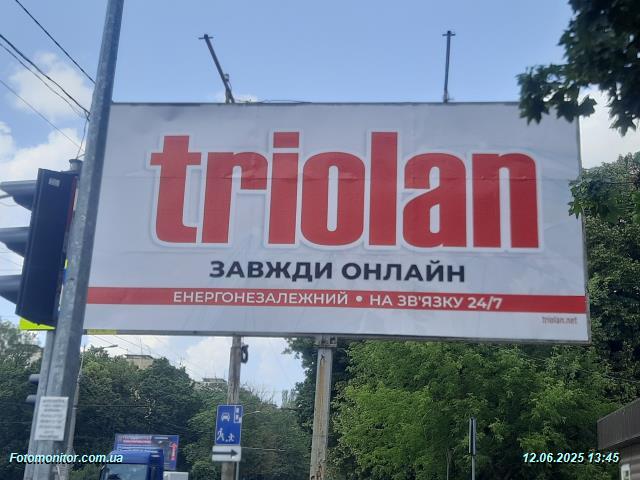 triolan
ЗАВЖДИ ОНЛАЙН
ЕНЕРГОНЕЗАЛЕЖНИЙ • НА ЗВ'ЯЗКУ 24/7
triolan.net
Fotomonitor.com.ua
12.06.2025 13:45